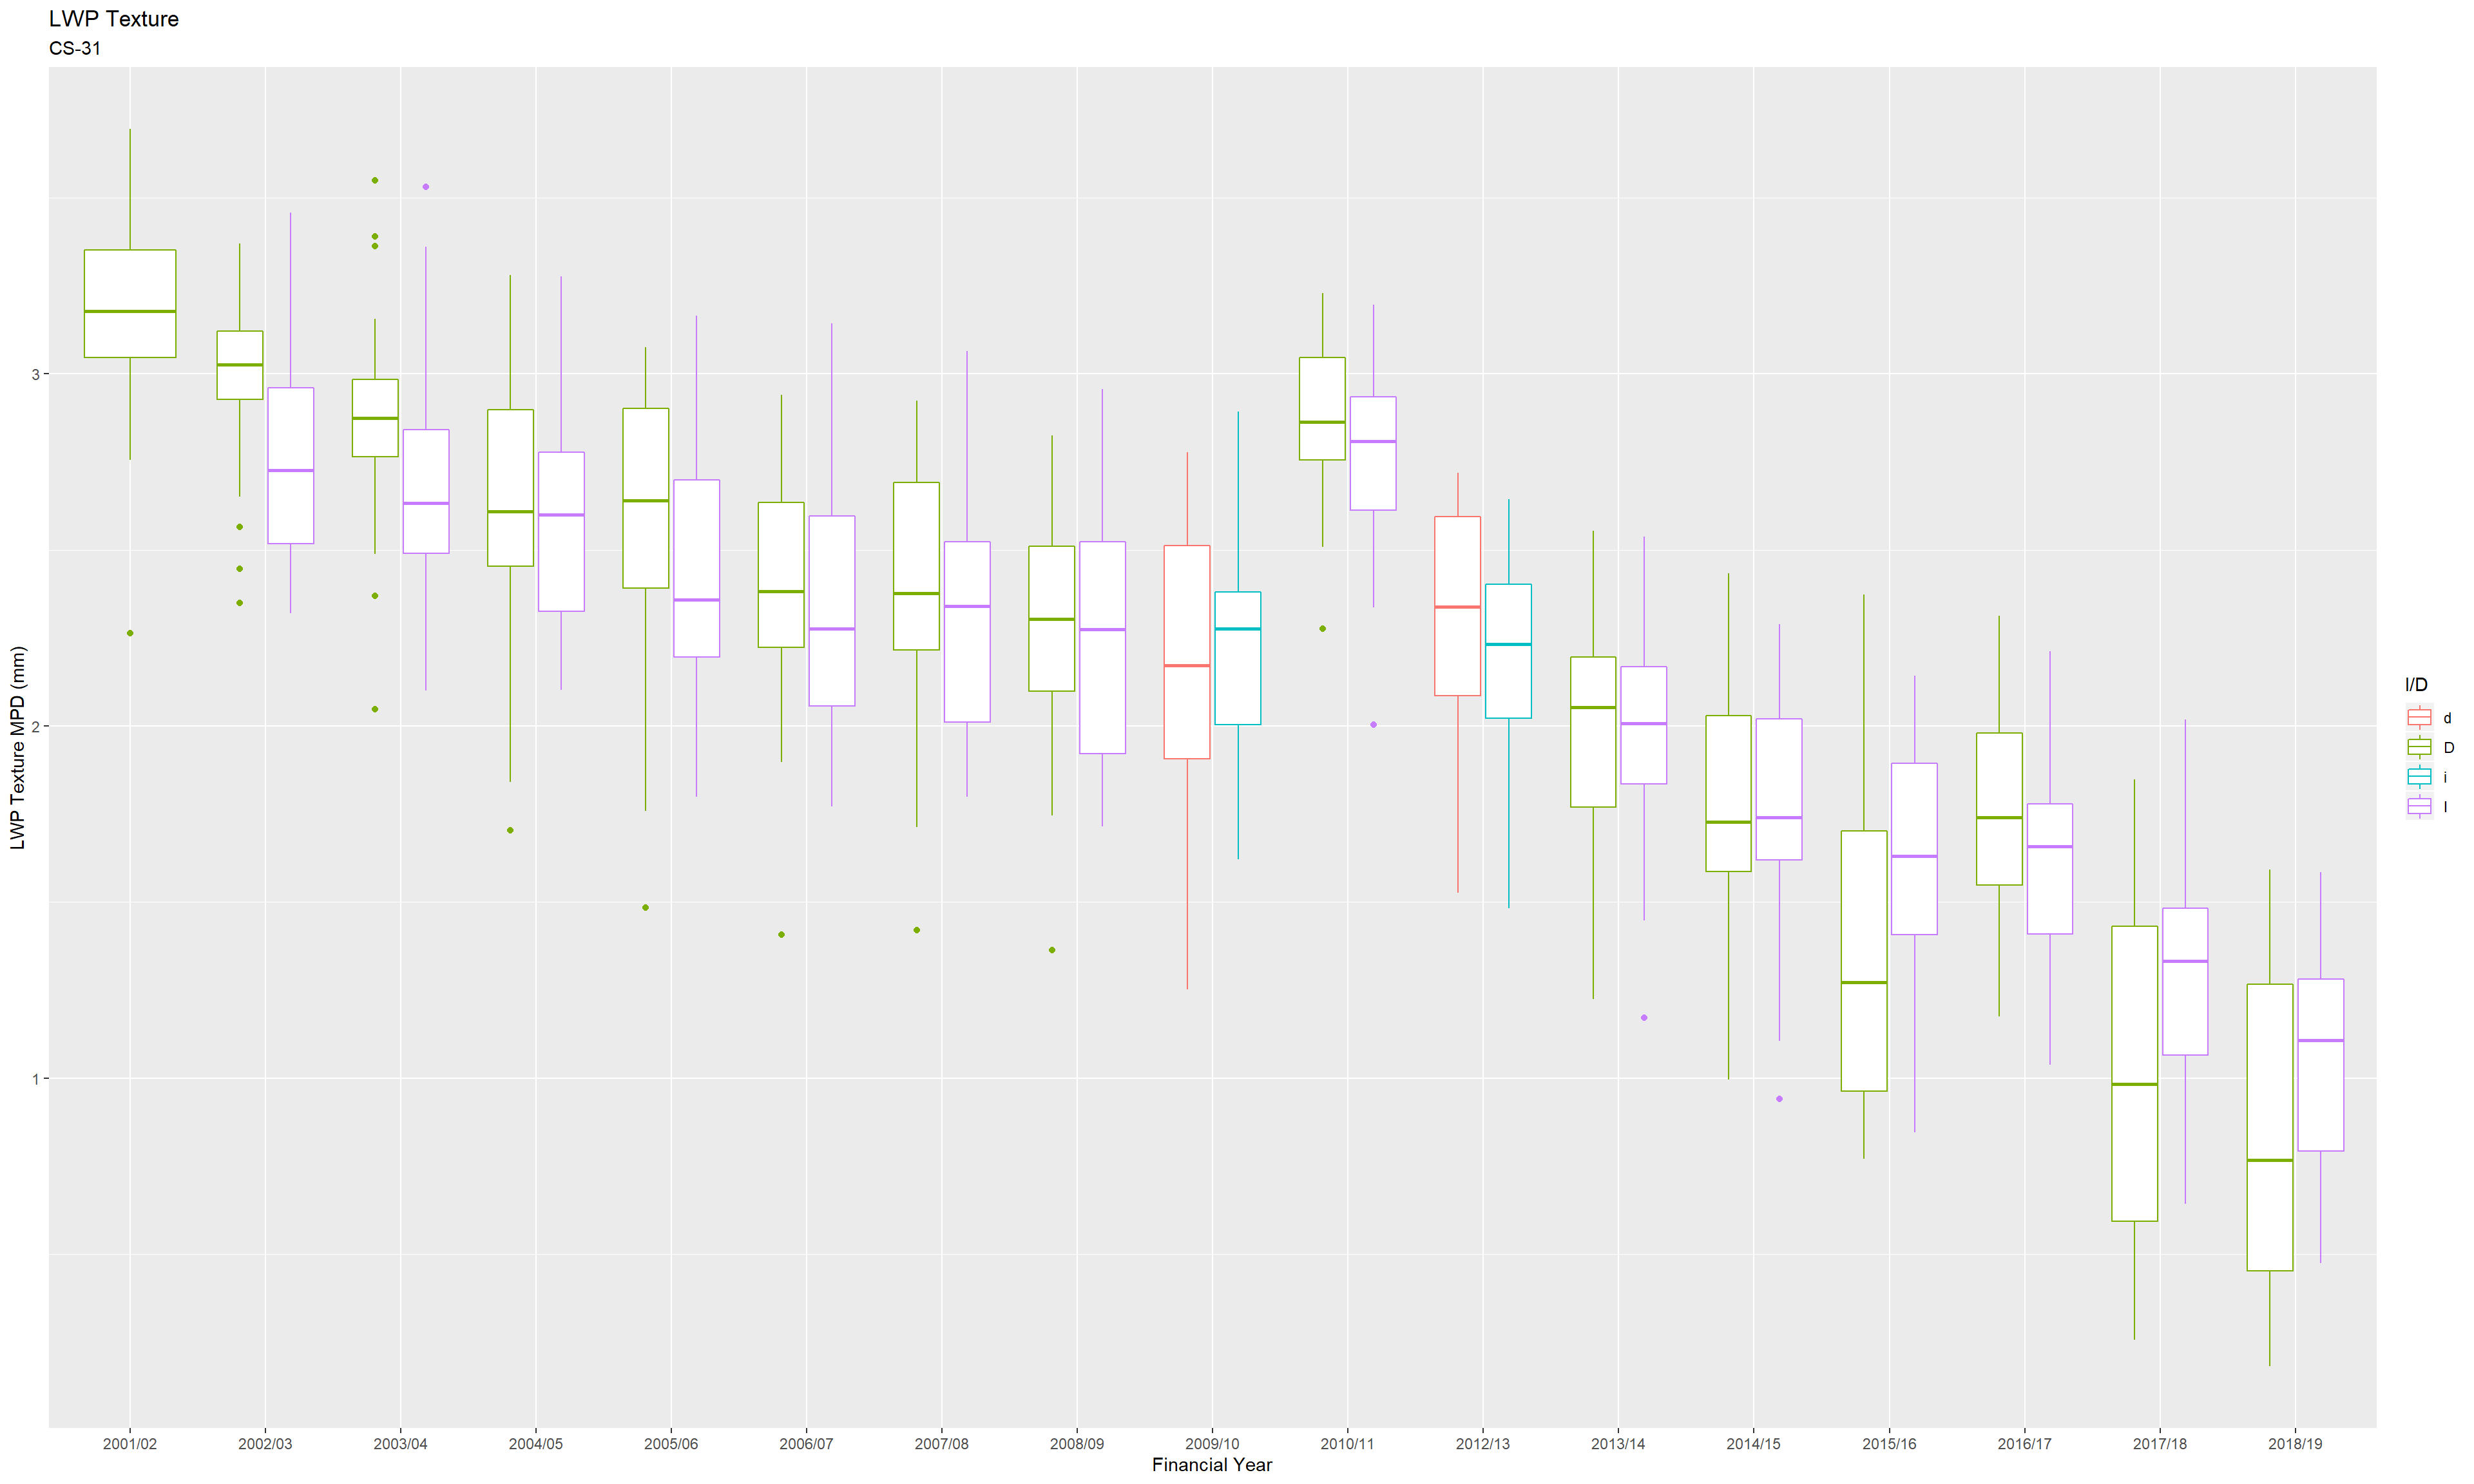 LWP Texture
CS-31
LWP Texture MPD (mm)
3
2
1
2001/02 2002/03 2003/04 2004/05 2005/06 2006/07 2007/08 2008/09 2009/10 2010/11 2012/13 2013/14 2014/15 2015/16 2016/17 2017/18 2018/19
Financial Year
I/D
d
D
i
I